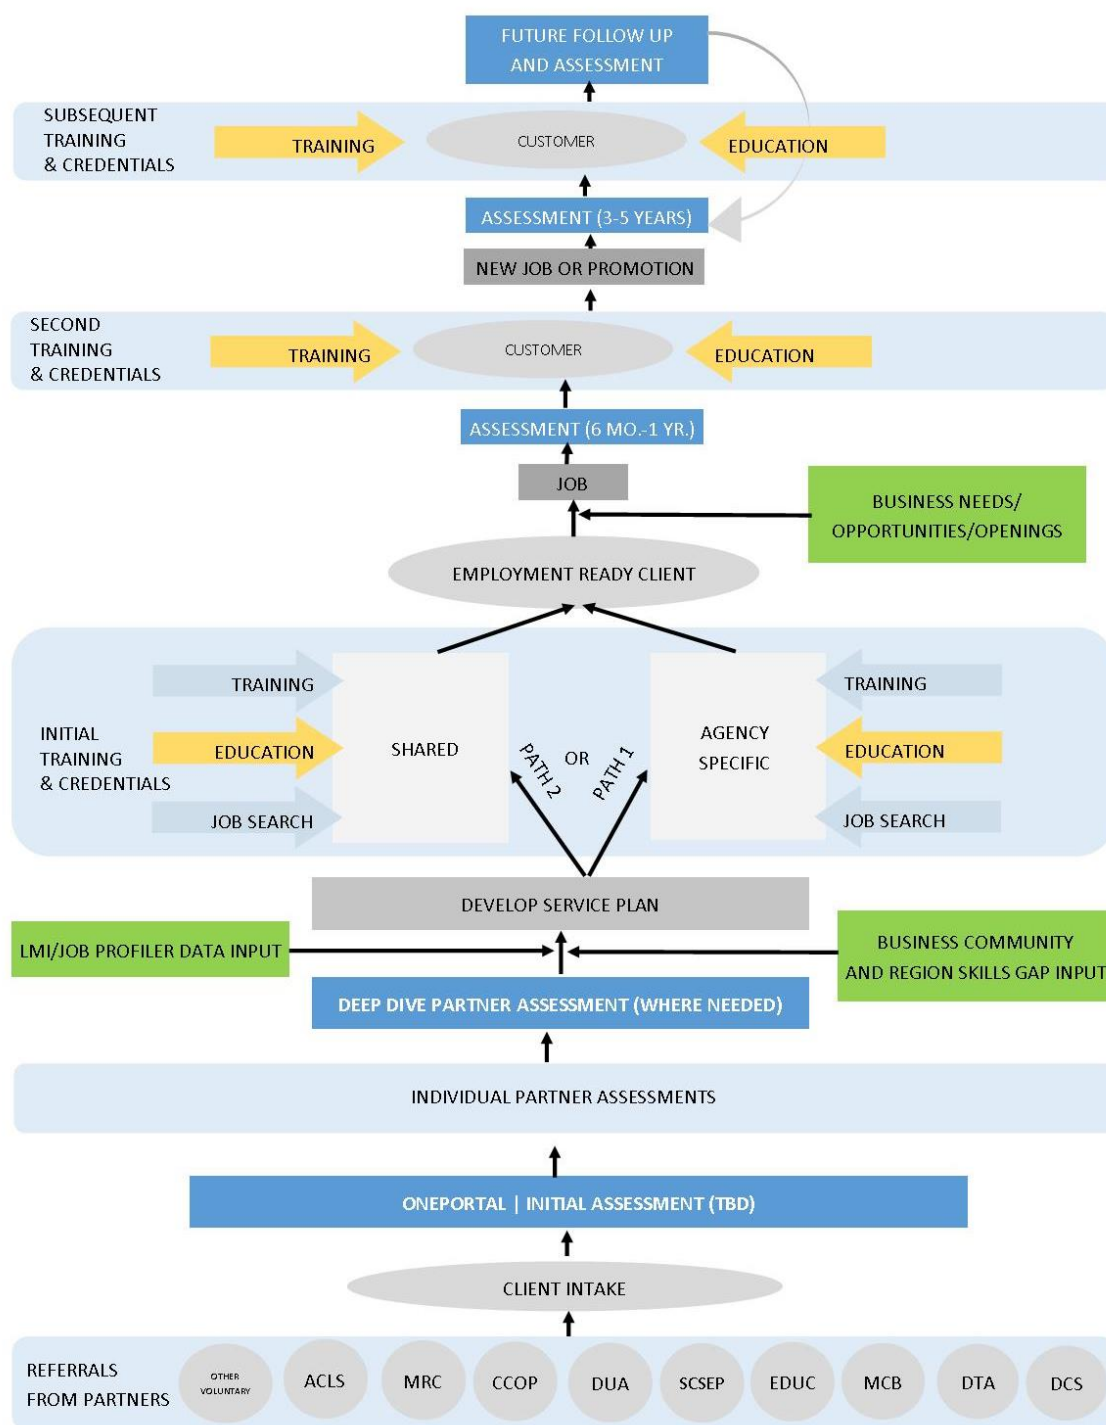 FUTURE FOLLOW UP
AND ASSESSMENT
SUBSEQUENT
TRAINING
& CREDENTIALS
TRAINING
CUSTOMER
EDUCATION
ASSESSMENT (3-5 YEARS)
NEW JOB OR PROMOTION
SECOND
TRAINING
& CREDENTIALS
TRAINING
CUSTOMER
EDUCATION
ASSESSMENT (6 MO.-1 YR.)
JOB
BUSINESS NEEDS/
OPPORTUNITIES/OPENINGS
EMPLOYMENT READY CLIENT
INITIAL
TRAINING
& CREDENTIALS
TRAINING
EDUCATION
JOB SEARCH
SHARED
PATH 2
OR
PATH 1
AGENCY
SPECIFIC
TRAINING
EDUCATION
JOB SEARCH
DEVELOP SERVICE PLAN
LMI/JOB PROFILER DATA INPUT
BUSINESS COMMUNITY
AND REGION SKILLS GAP INPUT
DEEP DIVE PARTNER ASSESSMENT (WHERE NEEDED)
INDIVIDUAL PARTNER ASSESSMENTS
ONEPORTAL | INITIAL ASSESSMENT (TBD)
CLIENT INTAKE
REFERRALS
FROM PARTNERS
OTHER
VOLUNTARY
ACLS
MRC
CCOP
DUA
SCSEP
EDUC
MCB
DTA
DCS